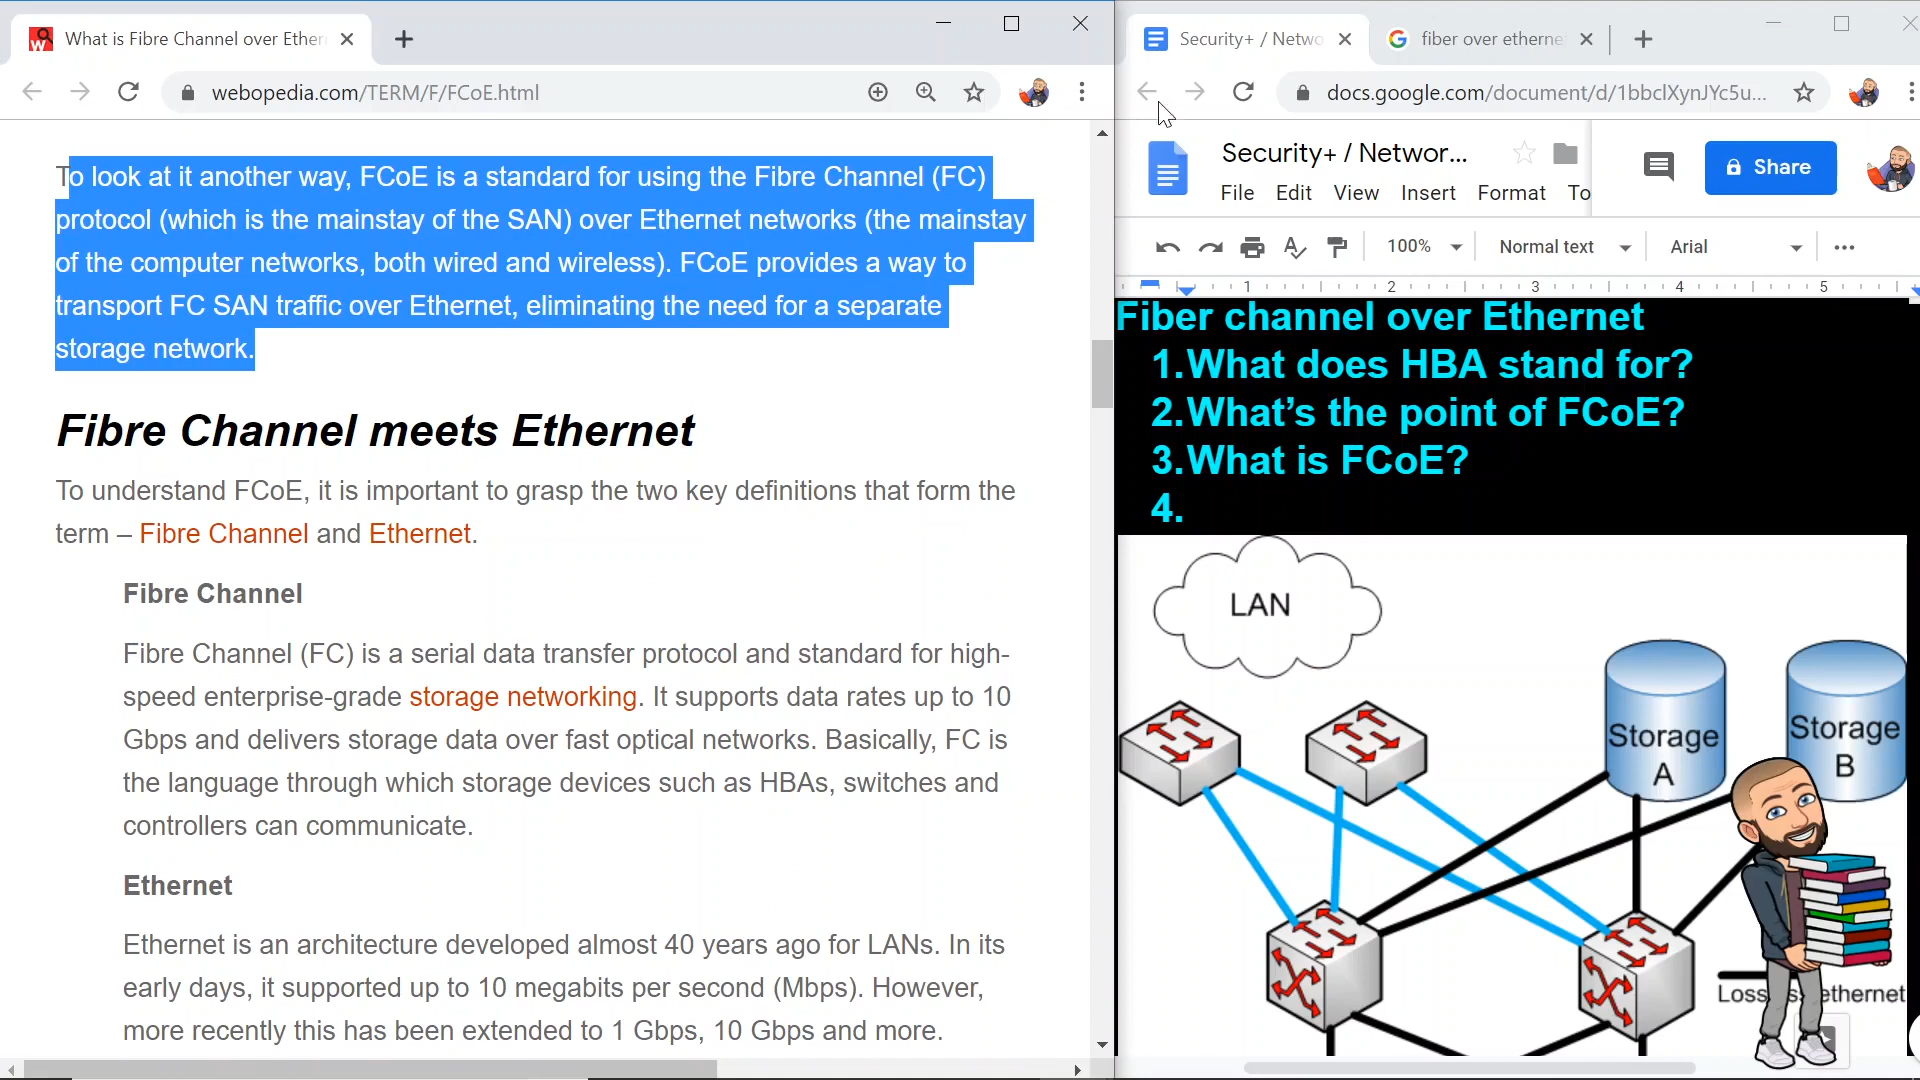 What is Fibre Channel over Ether
webopedia.com/TERM/F/FCoE.html
To look at it another way, FCoE is a standard for using the Fibre Channel (FC)
protocol (which is the mainstay of the SAN) over Ethernet networks (the mainstay
of the computer networks, both wired and wireless). FCoE provides a way to
transport FC SAN traffic over Ethernet, eliminating the need for a separate
storage network.
Fibre Channel meets Ethernet
To understand FCoE, it is important to grasp the two key definitions that form the
term – Fibre Channel and Ethernet.
Fibre Channel
Fibre Channel (FC) is a serial data transfer protocol and standard for high-
speed enterprise-grade storage networking. It supports data rates up to 10
Gbps and delivers storage data over fast optical networks. Basically, FC is
the language through which storage devices such as HBAs, switches and
controllers can communicate.
Ethernet
Ethernet is an architecture developed almost 40 years ago for LANs. In its
early days, it supported up to 10 megabits per second (Mbps). However,
more recently this has been extended to 1 Gbps, 10 Gbps and more.
Security+ / Netwo
fiber over etherne
docs.google.com/document/d/1bbclXynJYc5u...
Security+ / Networ...
Share
File Edit View Insert Format To
100% Normal text Arial
1 2 3 4 5
Fiber channel over Ethernet
1.What does HBA stand for?
2.What's the point of FCoE?
3.What is FCoE?
4.
LAN
Storage
A
Storage
B
ethernet